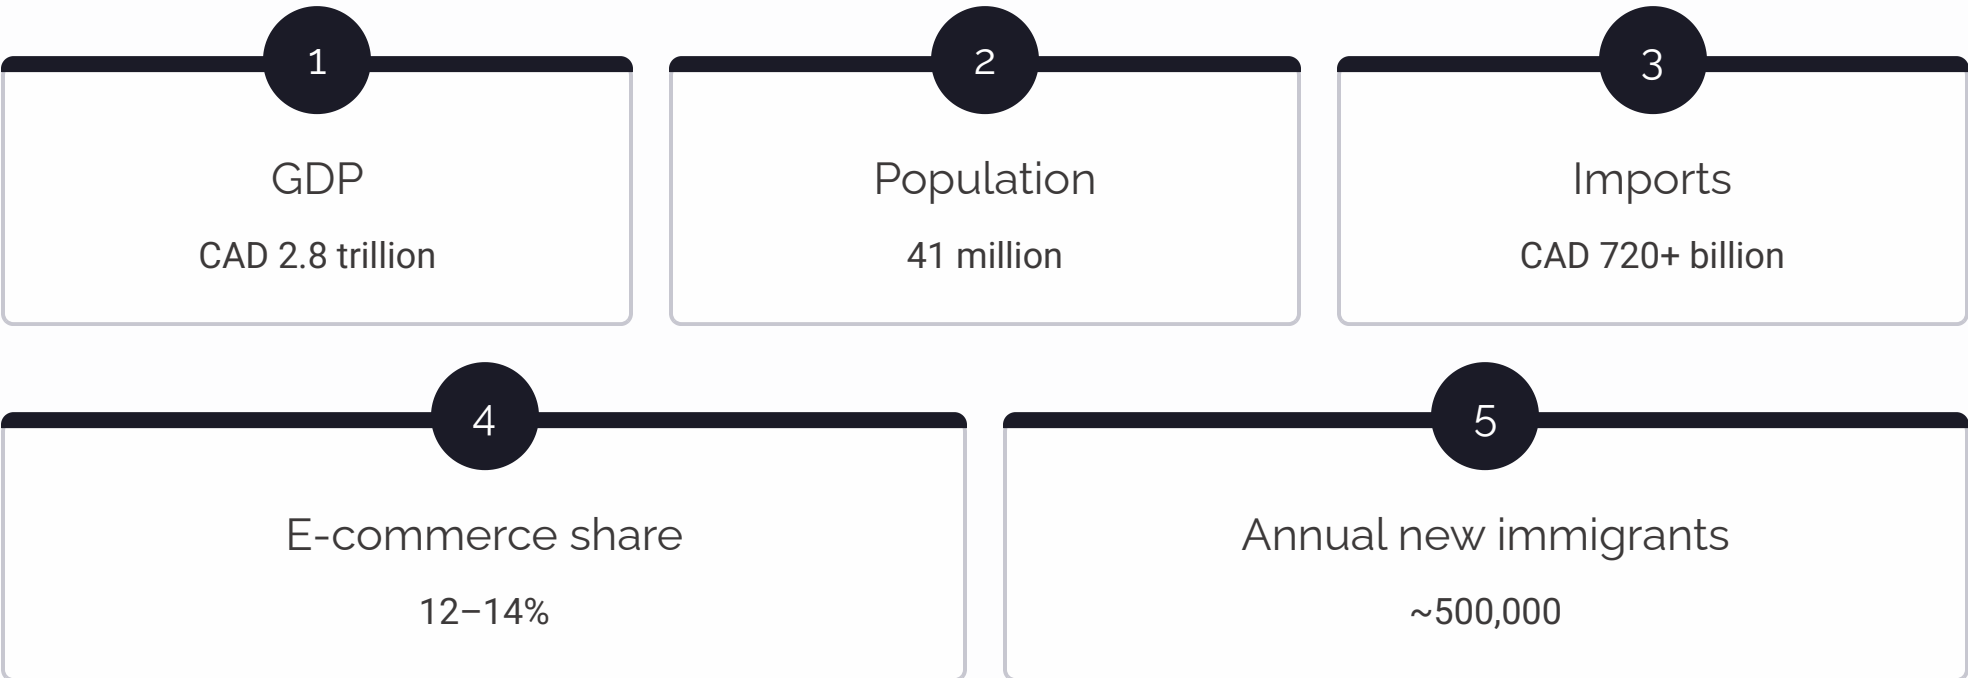 1
GDP
CAD 2.8 trillion
2
Population
41 million
3
Imports
CAD 720+ billion
4
E-commerce share
12–14%
5
Annual new immigrants
~500,000